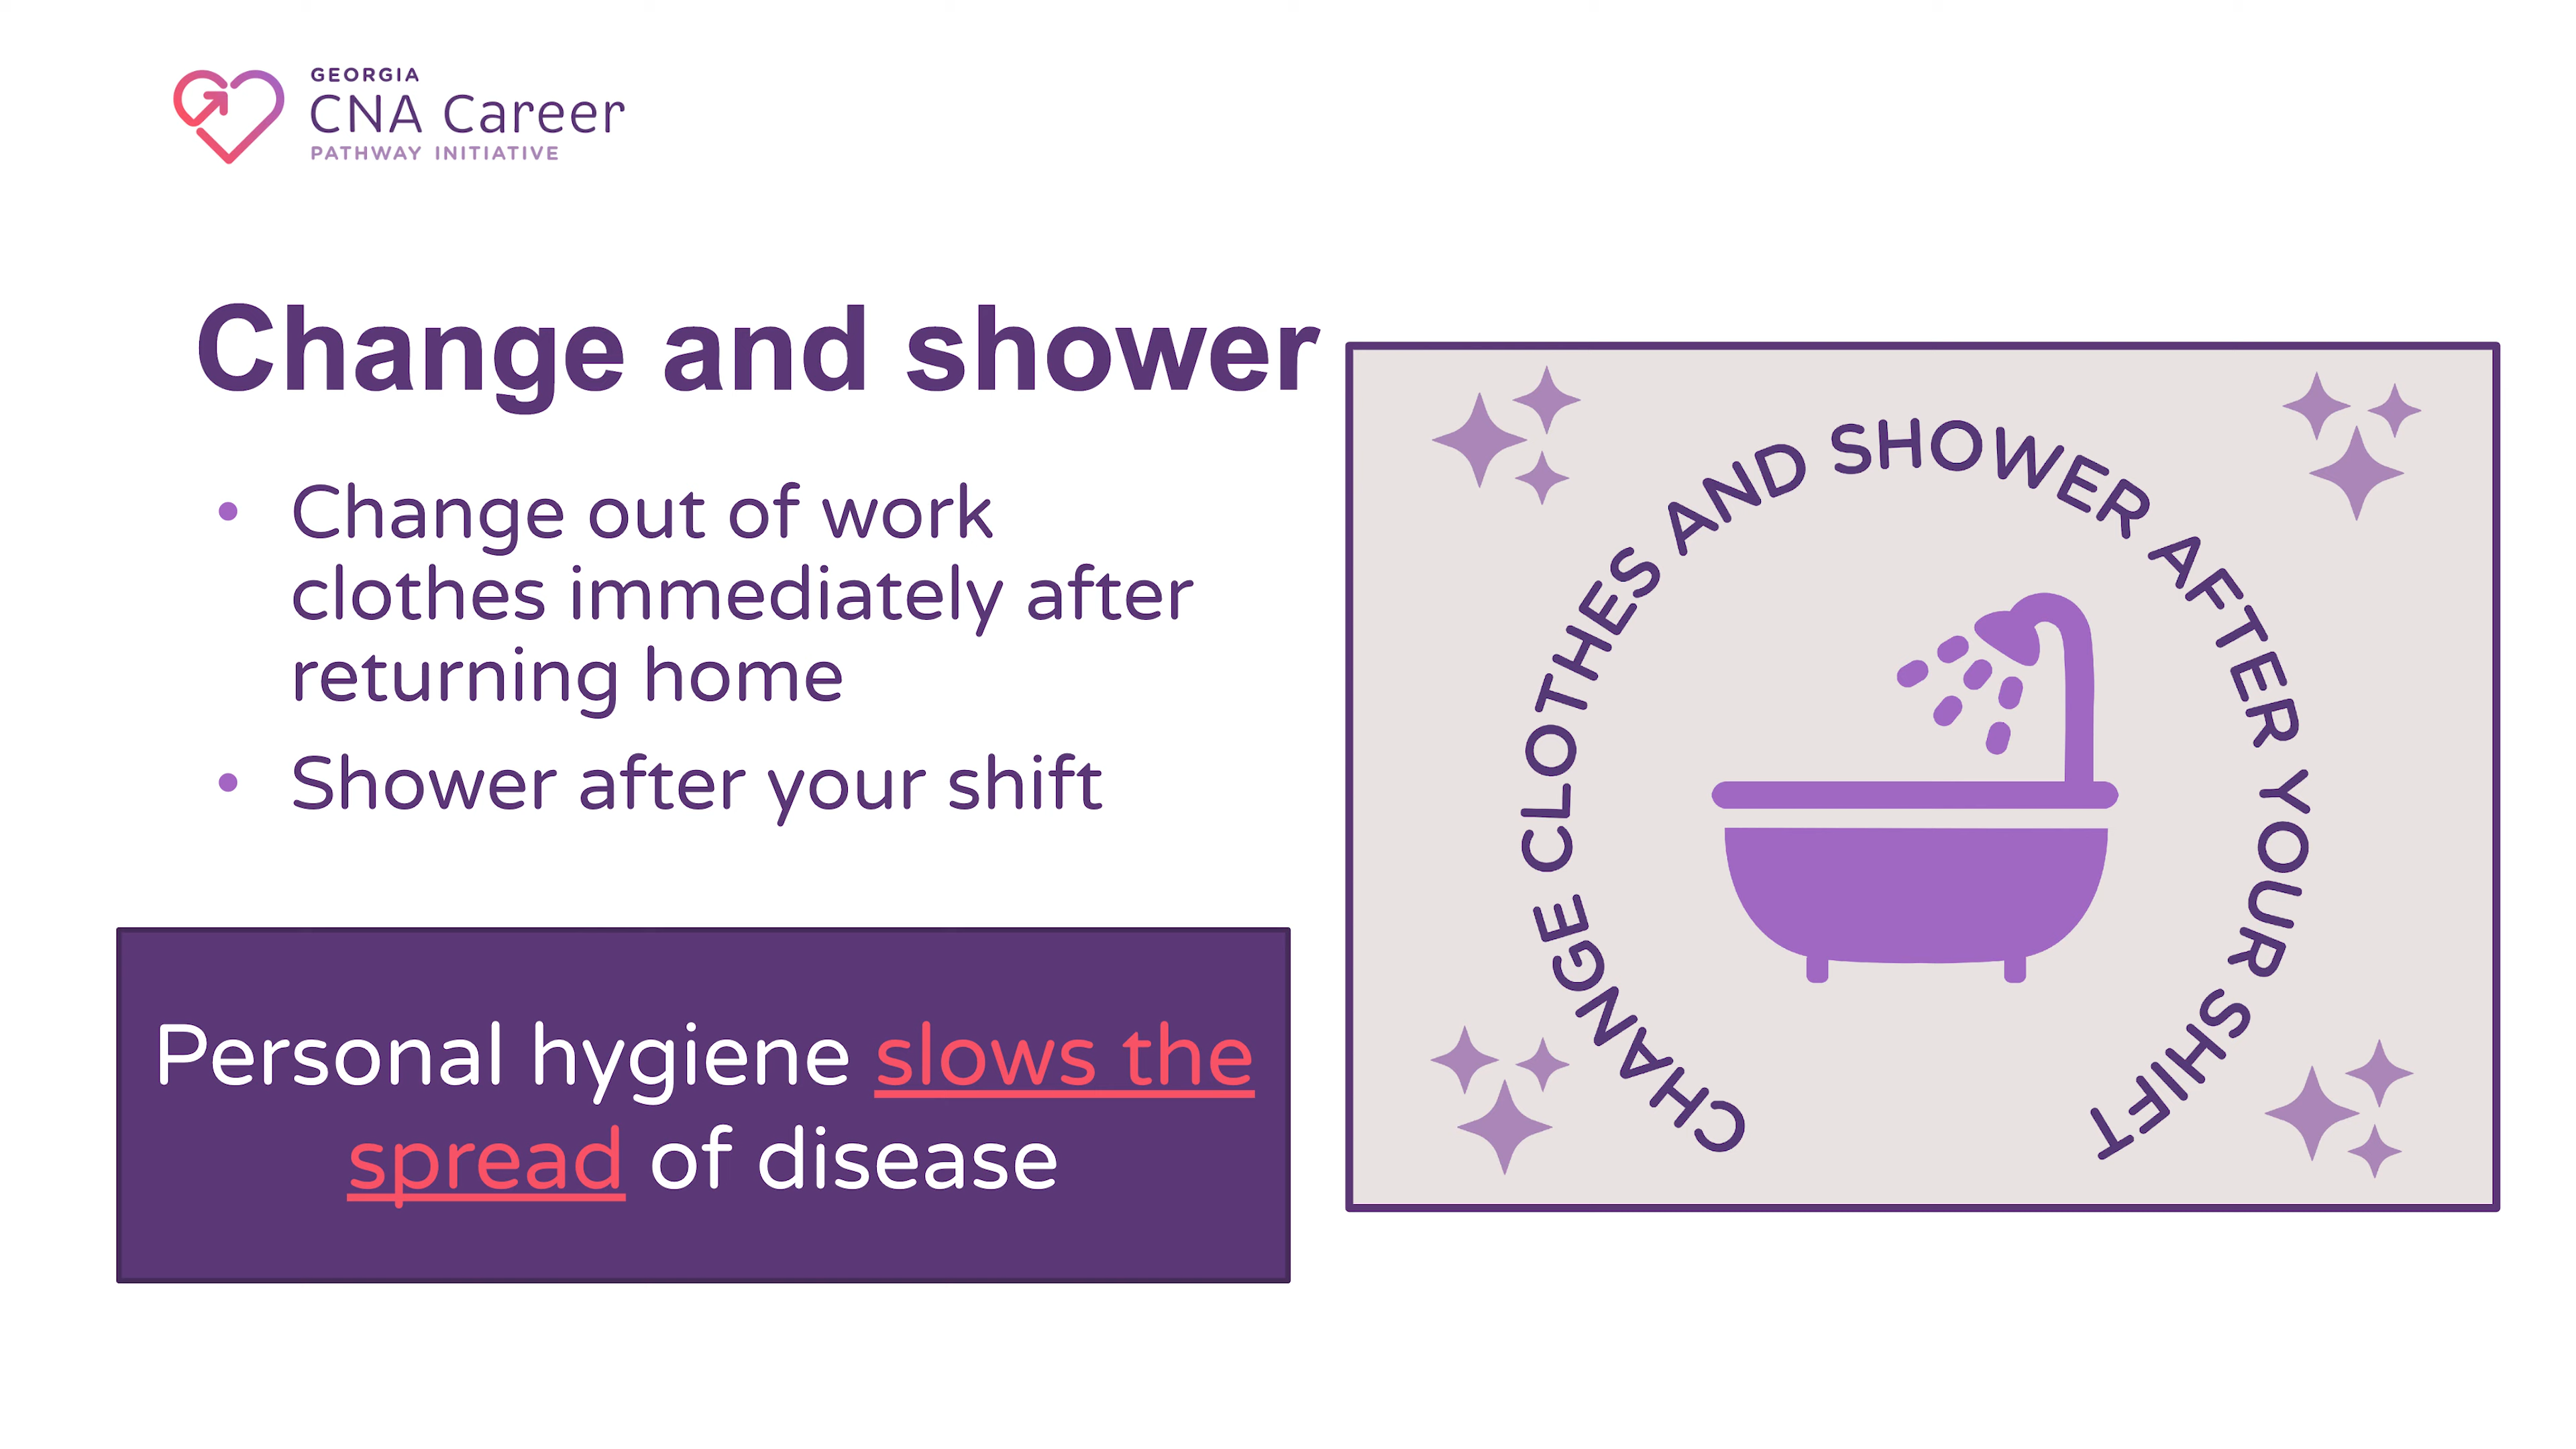 GEORGIA
CNA Career
PATHWAY INITIATIVE
Change and shower
• Change out of work
clothes immediately after
returning home
• Shower after your shift
Personal hygiene slows the
spread of disease
CHANGE CLOTHES AND SHOWER AFTER YOUR SHIFT